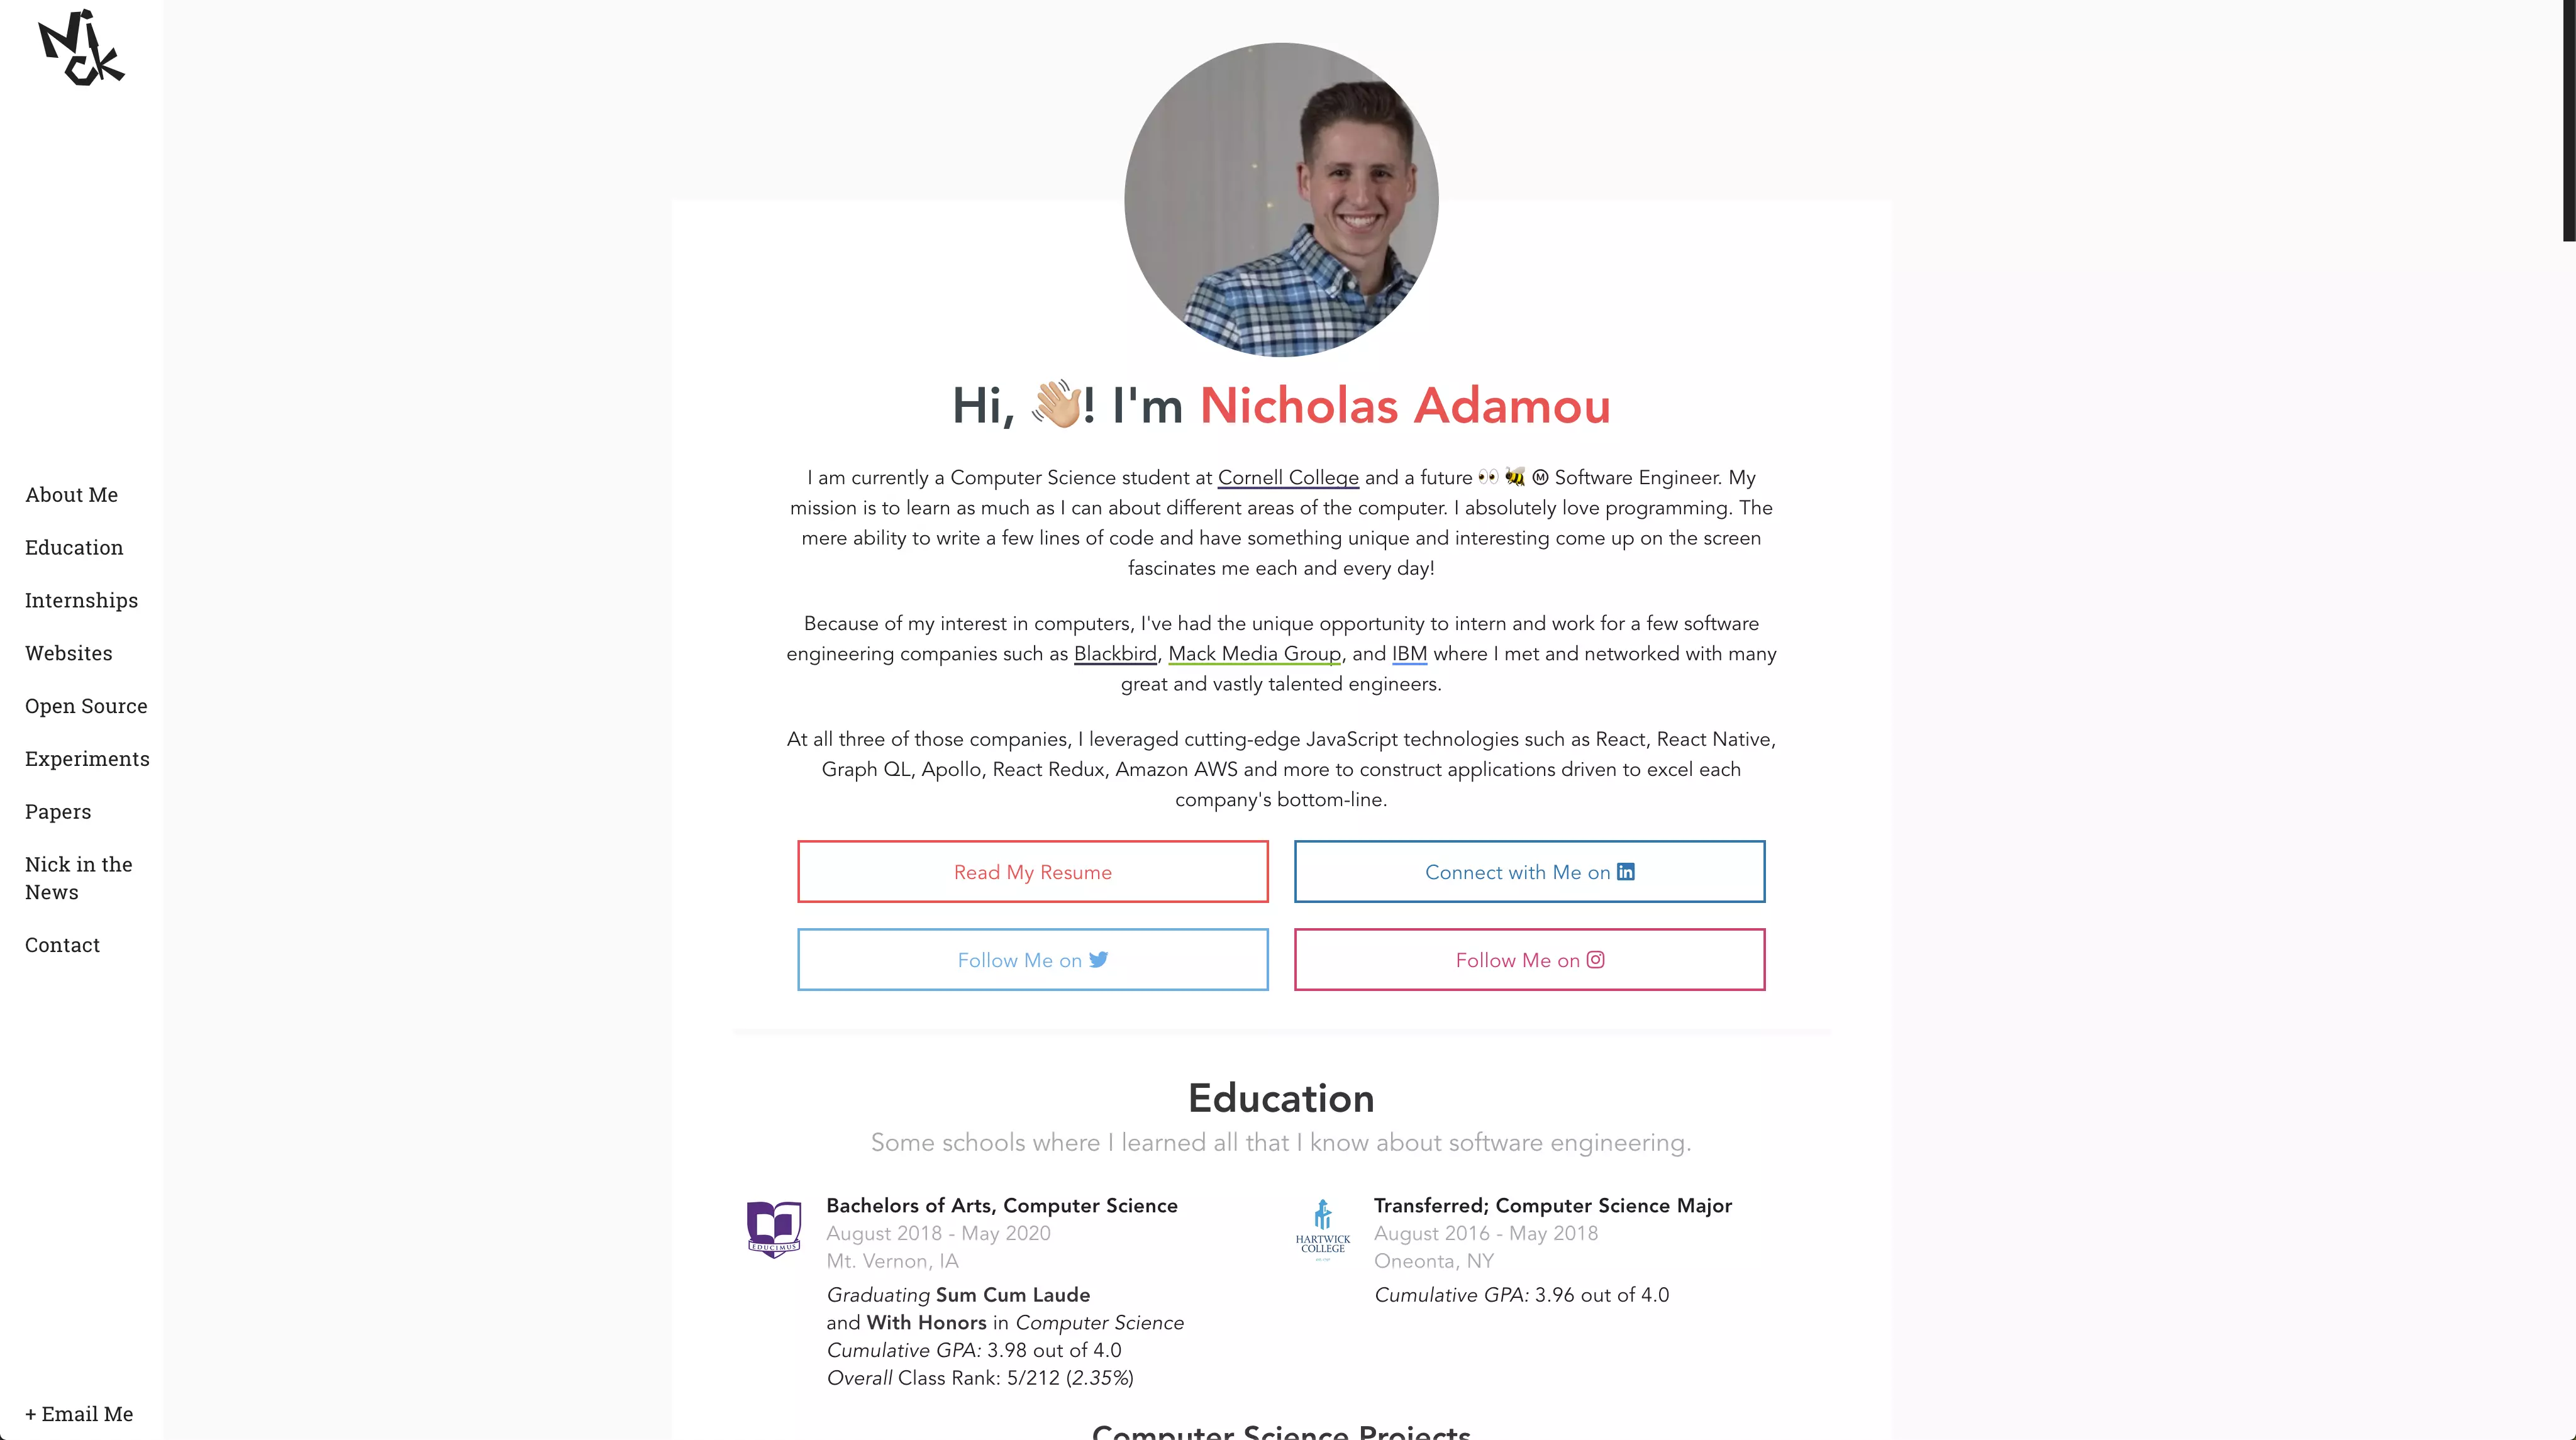 Nick
About Me
Education
Internships
Websites
Open Source
Experiments
Papers
Nick in the
News
Contact
+ Email Me
Hi, 👋🏼! I'm Nicholas Adamou
I am currently a Computer Science student at Cornell College and a future 👀 🐝 Ⓜ Software Engineer. My
mission is to learn as much as I can about different areas of the computer. I absolutely love programming. The
mere ability to write a few lines of code and have something unique and interesting come up on the screen
fascinates me each and every day!
Because of my interest in computers, I've had the unique opportunity to intern and work for a few software
engineering companies such as Blackbird, Mack Media Group, and IBM where I met and networked with many
great and vastly talented engineers.
At all three of those companies, I leveraged cutting-edge JavaScript technologies such as React, React Native,
Graph QL, Apollo, React Redux, Amazon AWS and more to construct applications driven to excel each
company's bottom-line.
Read My Resume
Connect with Me on in
Follow Me on
Follow Me on
Education
Some schools where I learned all that I know about software engineering.
EDUCIMUS
Bachelors of Arts, Computer Science
August 2018 - May 2020
Mt. Vernon, IA
Graduating Sum Cum Laude
and With Honors in Computer Science
Cumulative GPA: 3.98 out of 4.0
Overall Class Rank: 5/212 (2.35%)
HARTWICK
COLLEGE
Transferred; Computer Science Major
August 2016 - May 2018
Oneonta, NY
Cumulative GPA: 3.96 out of 4.0
Computer Science Projects